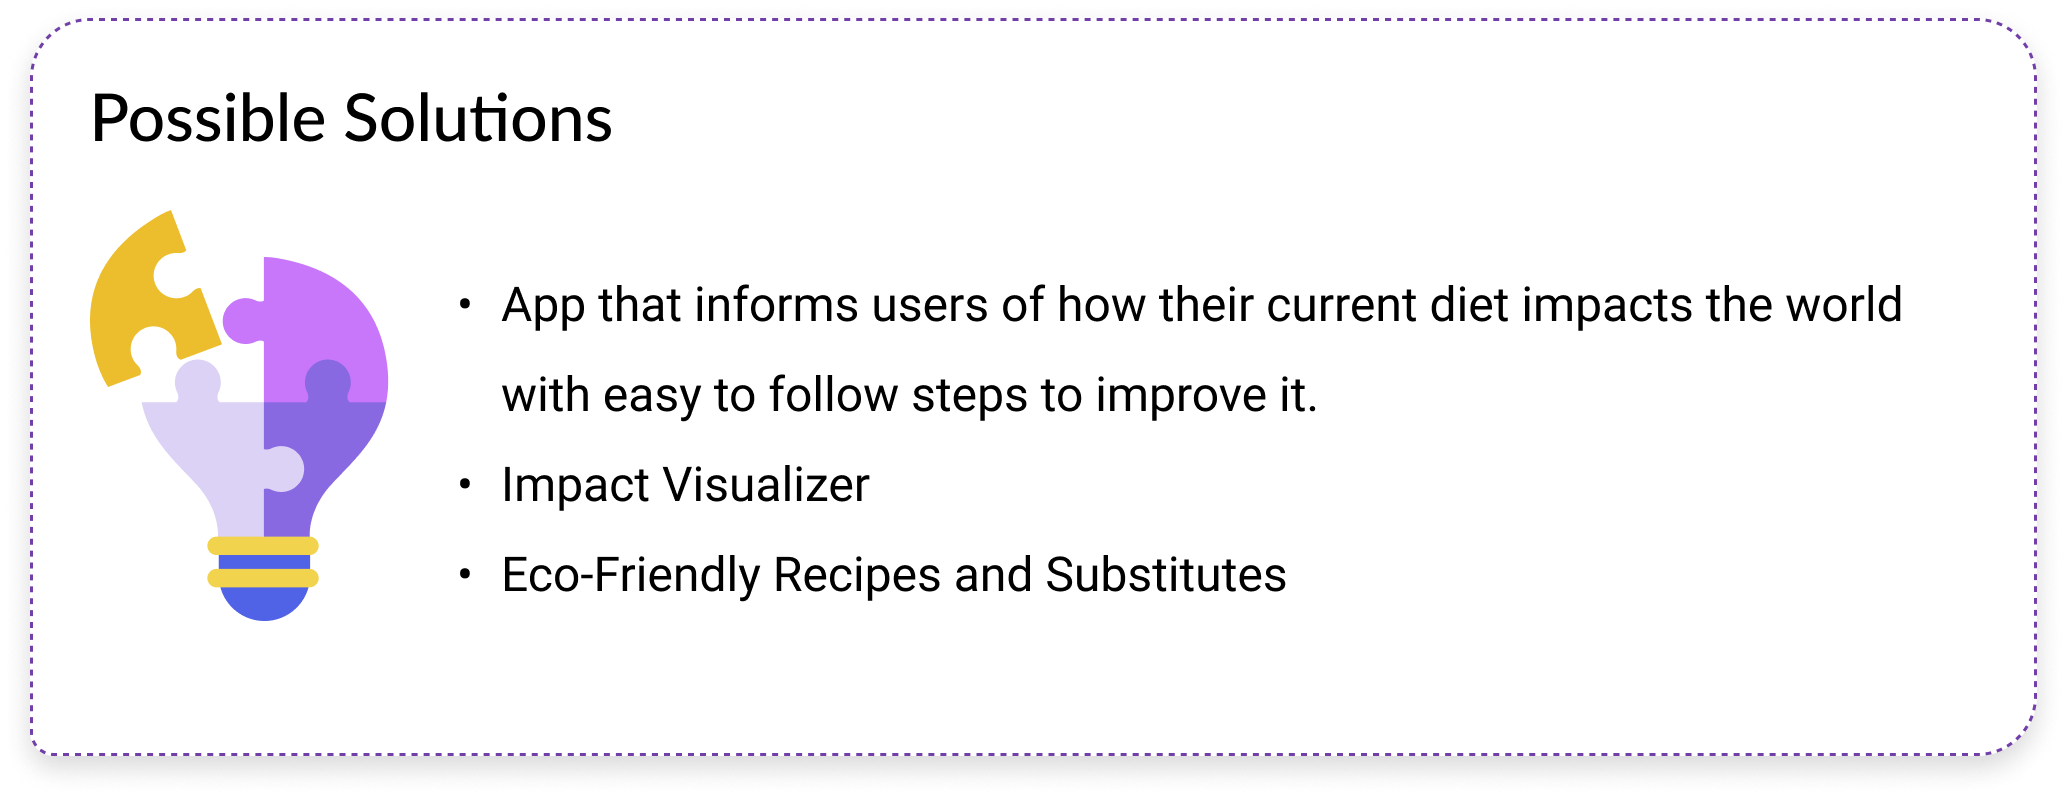 Possible Solutions
• App that informs users of how their current diet impacts the world
with easy to follow steps to improve it.
• Impact Visualizer
• Eco-Friendly Recipes and Substitutes